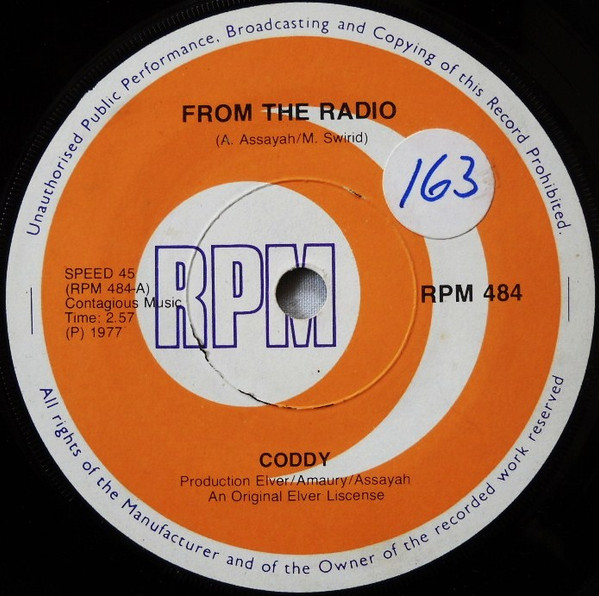 Unauthorised Public Performance, Broadcasting and Copying of this Record Prohibited.
FROM THE RADIO
(A. Assayah/M. Swirid)
163
SPEED 45
(RPM 484-A)
Contagious Music
Time: 2.57
(P) 1977
RPM
RPM 484
CODDY
Production Elver/Amaury/Assayah
An Original Elver Liscense
All rights of the Manufacturer and of the Owner of the recorded work reserved